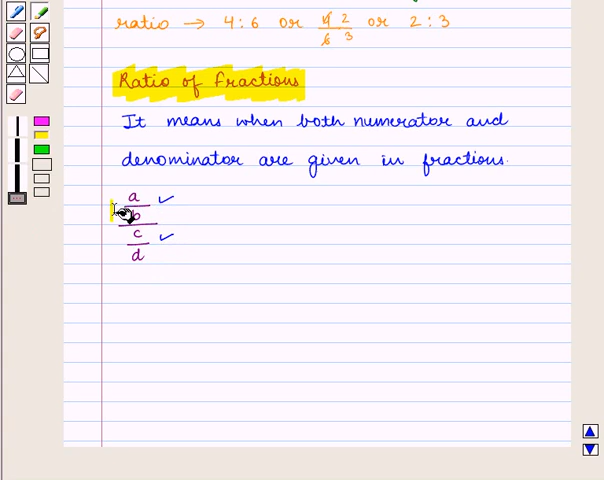 ratio → 4 : 6 or 4/6 2/3 or 2 : 3
Ratio of Fractions
It means when both numerator and
denominator are given in fractions.
a ✓
b
c ✓
d